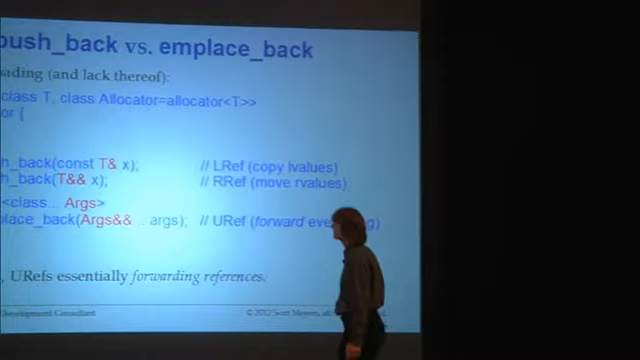 push_back vs. emplace_back
ading (and lack thereof):
class T, class Allocator=allocator<T>>
or {
h_back(const T& x); // LRef (copy lvalues)
h_back(T&& x); // RRef (move rvalues)
<class... Args>
place_back(Args&&... args); // URef (forward eve g)
, URefs essentially forwarding references.
Development Consultant © 2012 Scott Meyers, all